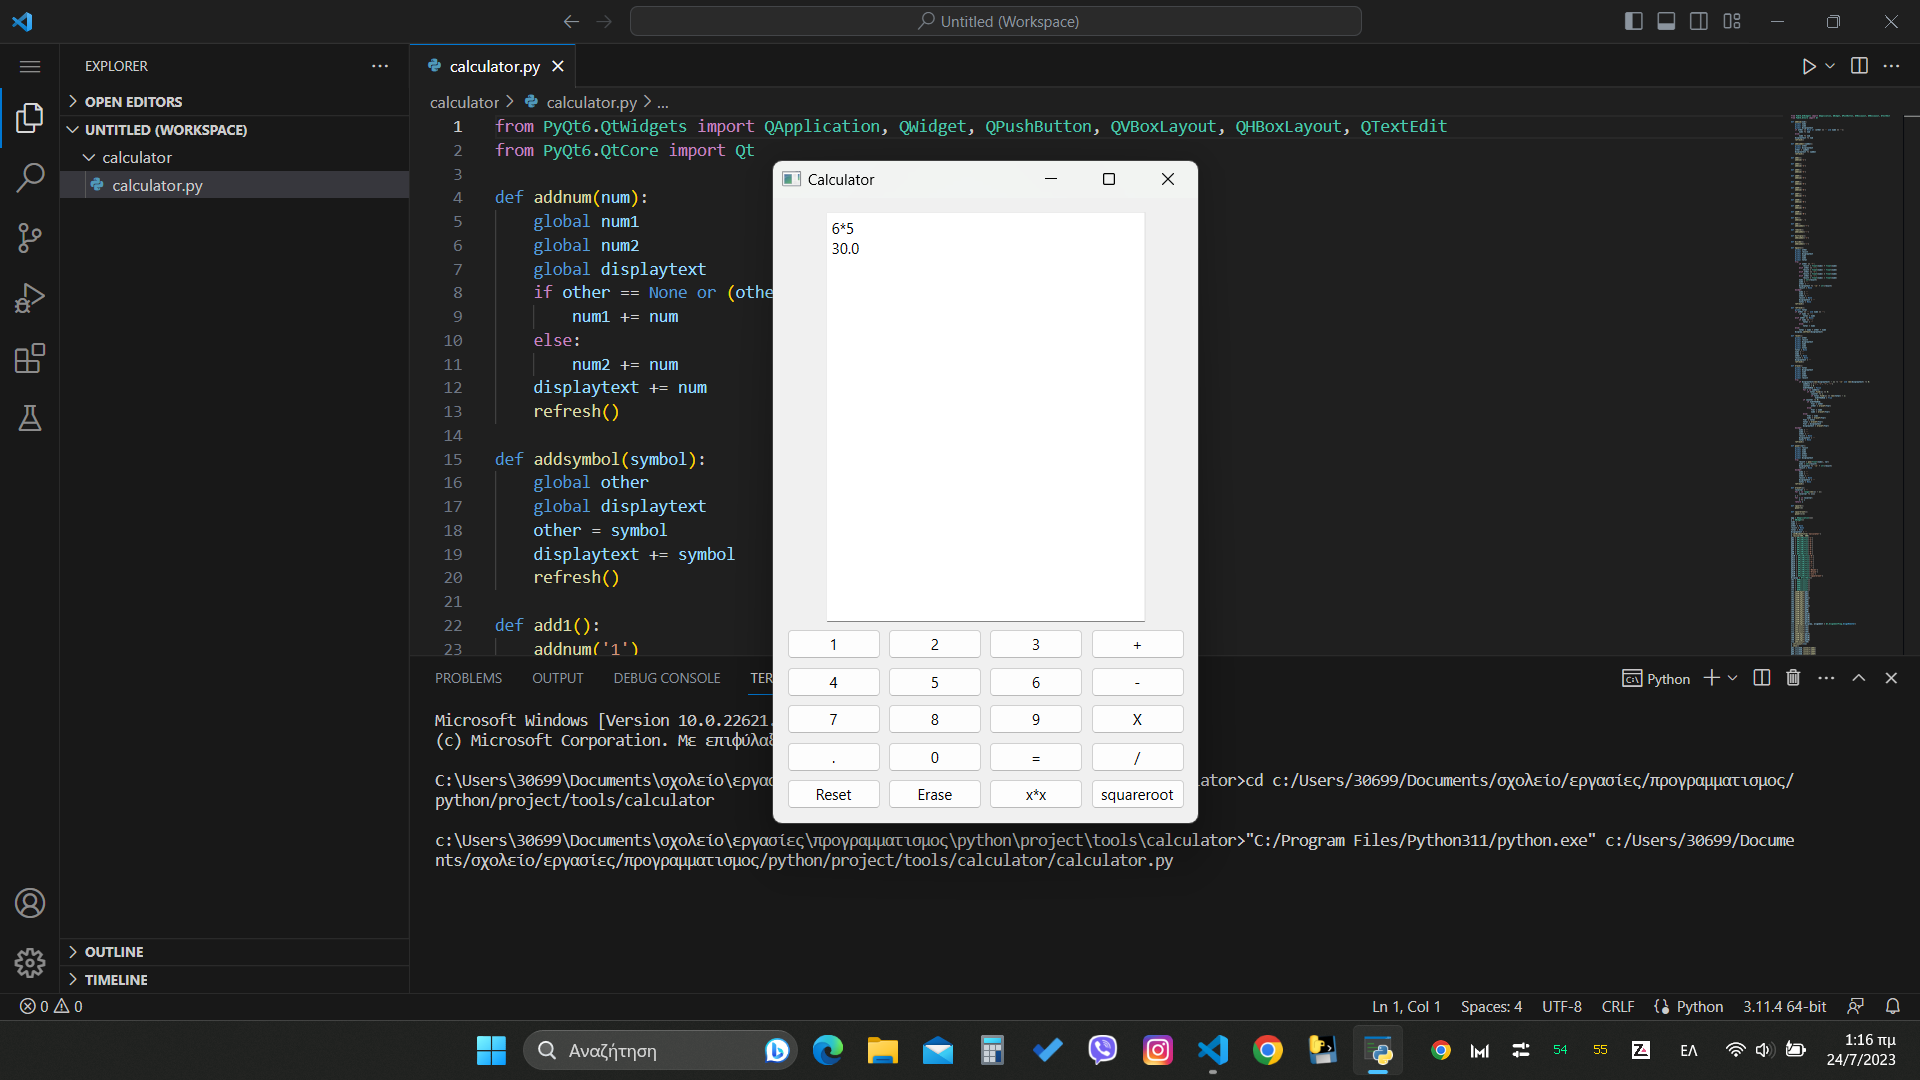 Untitled (Workspace)
EXPLORER
OPEN EDITORS
UNTITLED (WORKSPACE)
calculator
calculator.py
calculator.py
calculator > calculator.py > ...
1 from PyQt6.QtWidgets import QApplication, QWidget, QPushButton, QVBoxLayout, QHBoxLayout, QTextEdit
2 from PyQt6.QtCore import Qt
3
4 def addnum(num):
5 global num1
6 global num2
7 global displaytext
8 if other == None or (othe
9 num1 += num
10 else:
11 num2 += num
12 displaytext += num
13 refresh()
14
15 def addsymbol(symbol):
16 global other
17 global displaytext
18 other = symbol
19 displaytext += symbol
20 refresh()
21
22 def add1():
23 addnum('1')
Calculator
6*5
30.0
1 2 3 +
4 5 6 -
7 8 9 X
. 0 = /
Reset Erase x*x squareroot
PROBLEMS OUTPUT DEBUG CONSOLE TER
Python
Microsoft Windows [Version 10.0.22621.
(c) Microsoft Corporation. Με επιφύλα
C:\Users\30699\Documents\σχολείο\εργασ
ator>cd c:/Users/30699/Documents/σχολείο/εργασίες/προγραμματισμος/
python/project/tools/calculator
c:\Users\30699\Documents\σχολείο\εργασίες\προγραμματισμος\python\project\tools\calculator>"C:/Program Files/Python311/python.exe" c:/Users/30699/Docume
nts/σχολείο/εργασίες/προγραμματισμος/python/project/tools/calculator/calculator.py
OUTLINE
TIMELINE
0 0
Ln 1, Col 1 Spaces: 4 UTF-8 CRLF Python 3.11.4 64-bit
Αναζήτηση
54 55 ΕΛ
1:16 πμ
24/7/2023